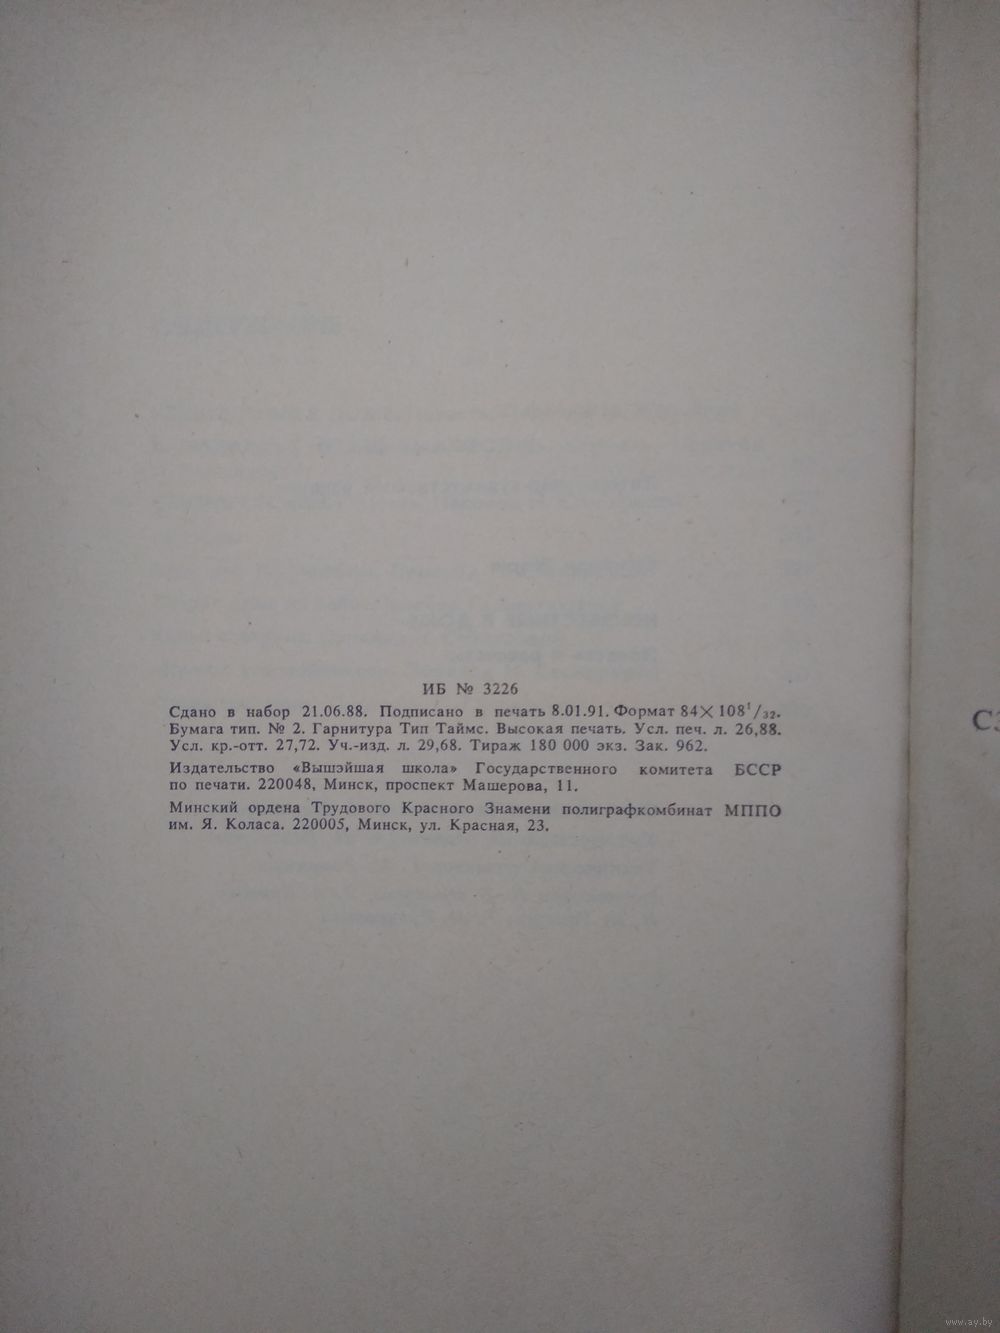 ИБ № 3226
Сдано в набор 21.06.88. Подписано в печать 8.01.91. Формат 84×108¹/₃₂.
Бумага тип. № 2. Гарнитура Тип Таймс. Высокая печать. Усл. печ. л. 26,88.
Усл. кр.-отт. 27,72. Уч.-изд. л. 29,68. Тираж 180 000 экз. Зак. 962.
Издательство «Вышэйшая школа» Государственного комитета БССР
по печати. 220048, Минск, проспект Машерова, 11.
Минский ордена Трудового Красного Знамени полиграфкомбинат МППО
им. Я. Коласа. 220005, Минск, ул. Красная, 23.
www.ay.by